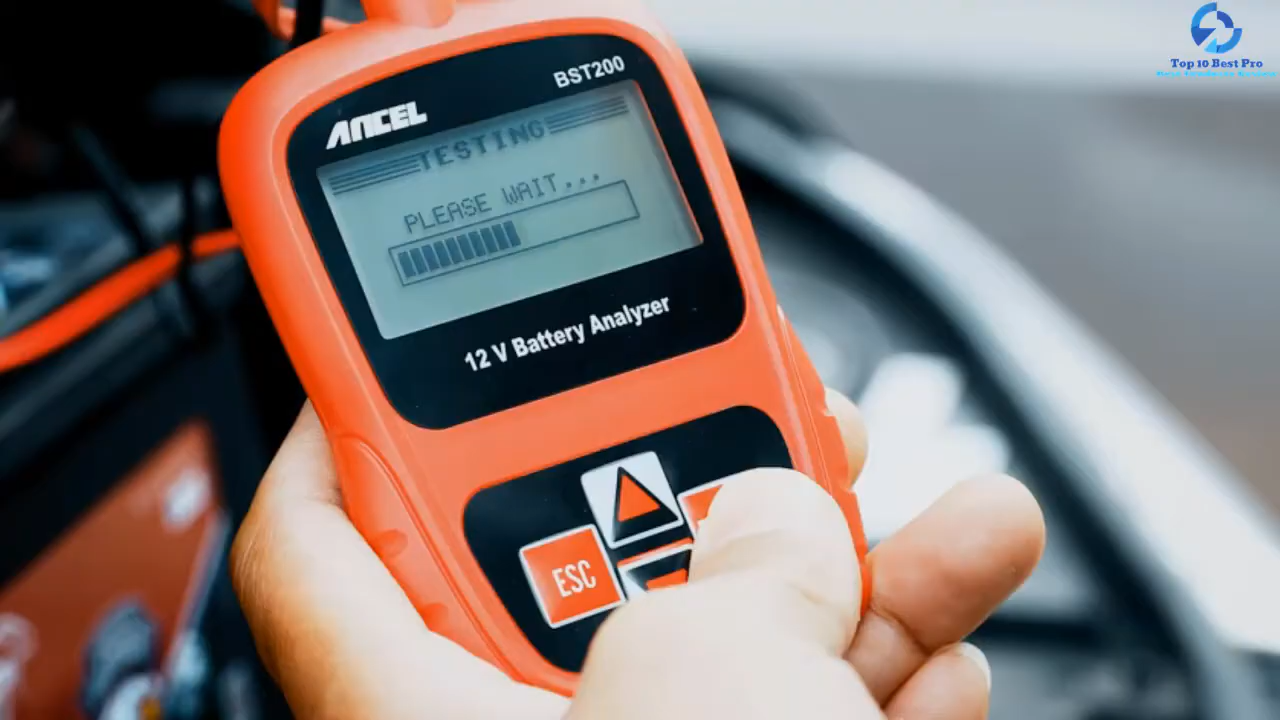 Top 10 Best Pro
BST200
ANCEL
TESTING
PLEASE WAIT...
12 V Battery Analyzer
ESC